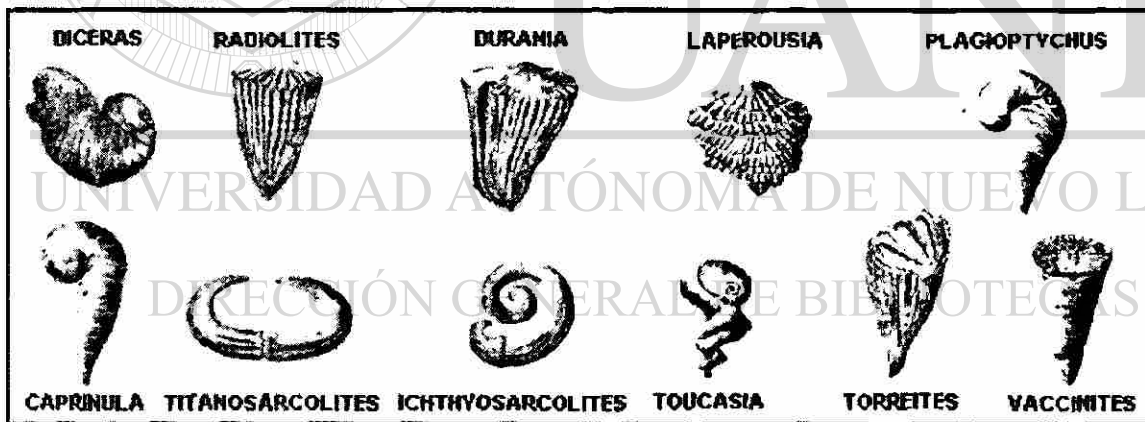 DICERAS RADIOLITES DURANIA LAPEROUSIA PLAGIOPTYCHUS
UNIVERSIDAD AUTÓNOMA DE NUEVO L
DIRECCIÓN GENERAL DE BIBLIOTECAS
CAPRINULA TITANOSARCOLITES ICHTHYOSARCOLITES TOUCASIA TORREITES VACCINITES